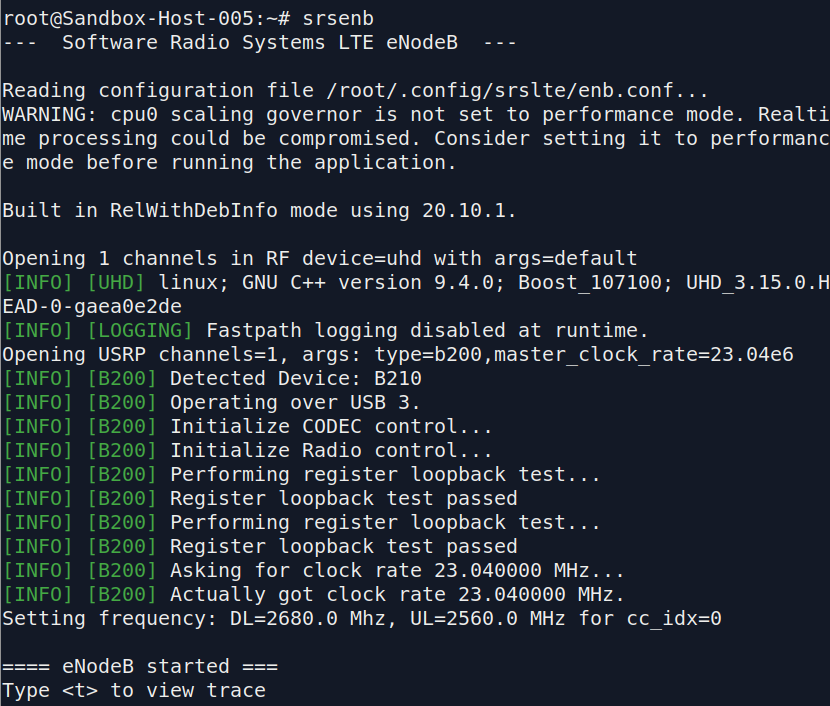 root@Sandbox-Host-005:~# srsenb
---  Software Radio Systems LTE eNodeB  ---
Reading configuration file /root/.config/srslte/enb.conf...
WARNING: cpu0 scaling governor is not set to performance mode. Realti
me processing could be compromised. Consider setting it to performanc
e mode before running the application.
Built in RelWithDebInfo mode using 20.10.1.
Opening 1 channels in RF device=uhd with args=default
[INFO] [UHD] linux; GNU C++ version 9.4.0; Boost_107100; UHD_3.15.0.H
EAD-0-gaea0e2de
[INFO] [LOGGING] Fastpath logging disabled at runtime.
Opening USRP channels=1, args: type=b200,master_clock_rate=23.04e6
[INFO] [B200] Detected Device: B210
[INFO] [B200] Operating over USB 3.
[INFO] [B200] Initialize CODEC control...
[INFO] [B200] Initialize Radio control...
[INFO] [B200] Performing register loopback test...
[INFO] [B200] Register loopback test passed
[INFO] [B200] Performing register loopback test...
[INFO] [B200] Register loopback test passed
[INFO] [B200] Asking for clock rate 23.040000 MHz...
[INFO] [B200] Actually got clock rate 23.040000 MHz.
Setting frequency: DL=2680.0 Mhz, UL=2560.0 MHz for cc_idx=0
==== eNodeB started ===
Type <t> to view trace